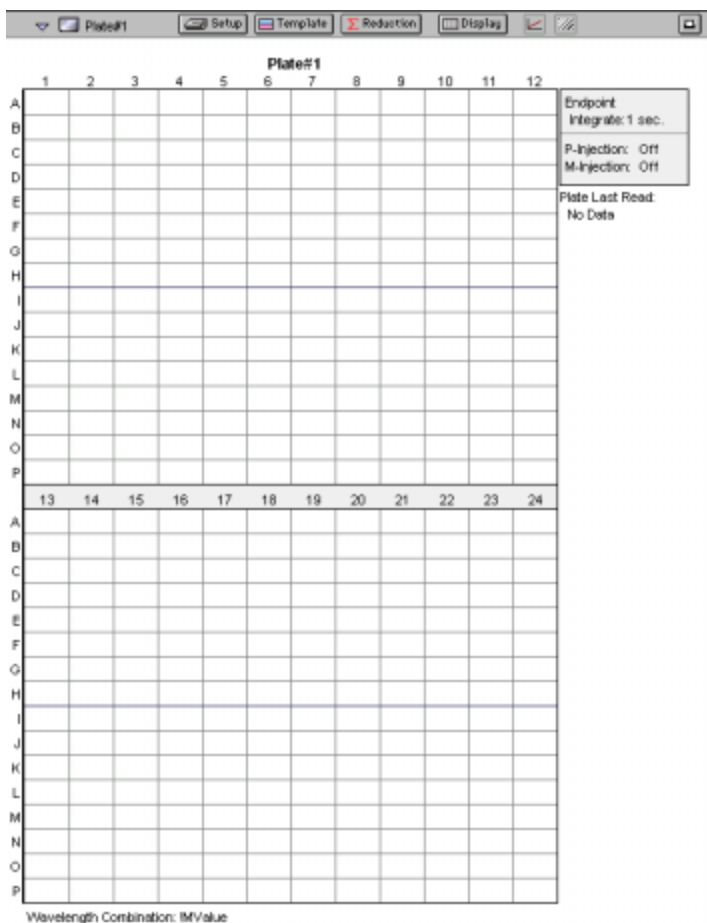 Plate#1 Setup Template Reduction Display
Plate#1
1 2 3 4 5 6 7 8 9 10 11 12
A
B
C
D
E
F
G
H
I
J
K
L
M
N
O
P
Endpoint
Integrate: 1 sec.
P-Injection: Off
M-Injection: Off
Plate Last Read:
No Data
13 14 15 16 17 18 19 20 21 22 23 24
A
B
C
D
E
F
G
H
I
J
K
L
M
N
O
P
Wavelength Combination: !MValue